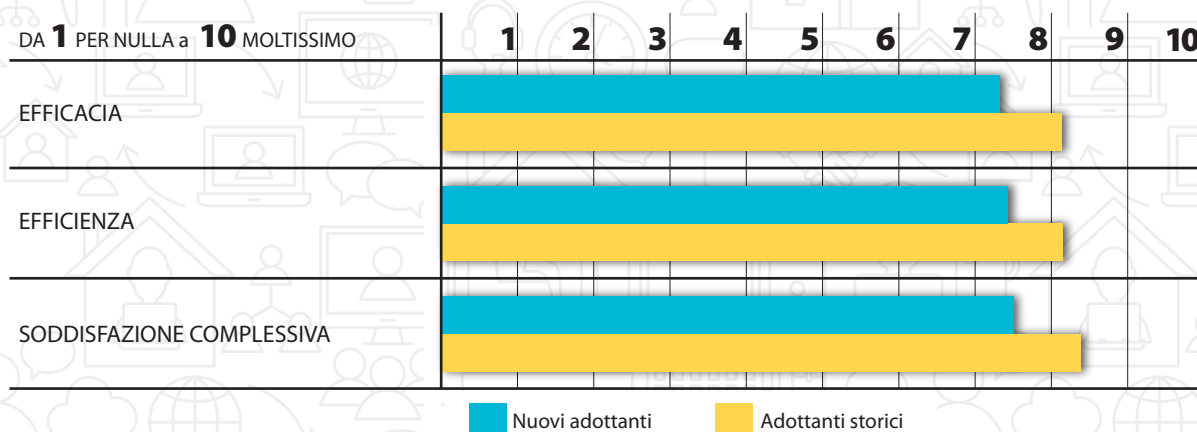 DA 1 PER NULLA a 10 MOLTISSIMO 1 2 3 4 5 6 7 8 9 10
EFFICACIA
EFFICIENZA
SODDISFAZIONE COMPLESSIVA
Nuovi adottanti Adottanti storici